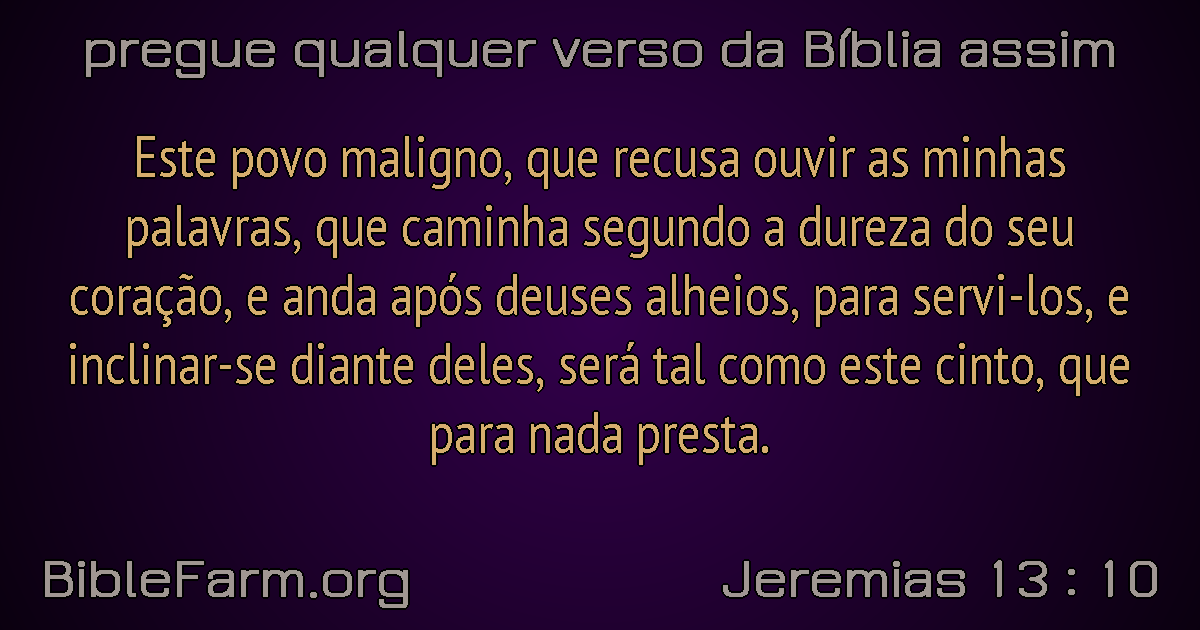 pregue qualquer verso da Bíblia assim
Este povo maligno, que recusa ouvir as minhas
palavras, que caminha segundo a dureza do seu
coração, e anda após deuses alheios, para servi-los, e
inclinar-se diante deles, será tal como este cinto, que
para nada presta.
BibleFarm.org
Jeremias 13 : 10